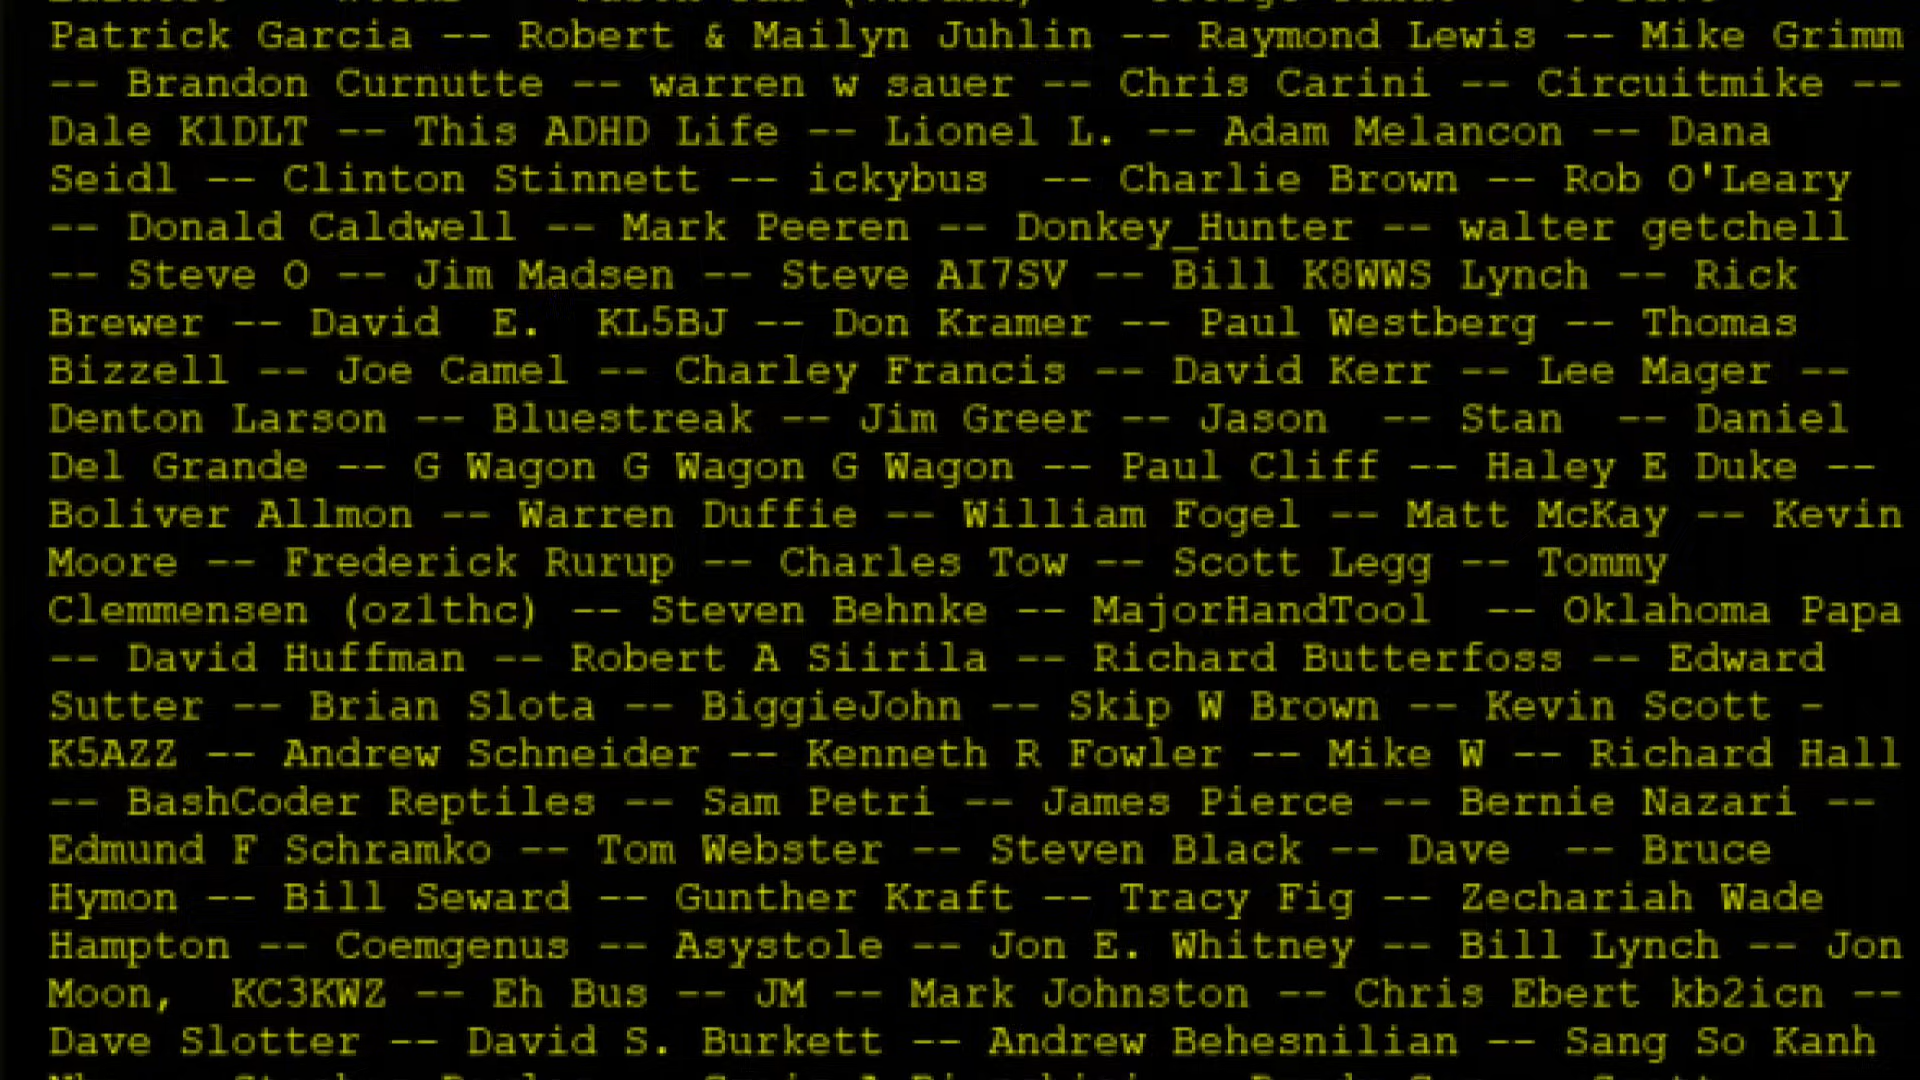 Patrick Garcia -- Robert & Mailyn Juhlin -- Raymond Lewis -- Mike Grimm
-- Brandon Curnutte -- warren w sauer -- Chris Carini -- Circuitmike --
Dale K1DLT -- This ADHD Life -- Lionel L. -- Adam Melancon -- Dana
Seidl -- Clinton Stinnett -- ickybus  -- Charlie Brown -- Rob O'Leary
-- Donald Caldwell -- Mark Peeren -- Donkey_Hunter -- walter getchell
-- Steve O -- Jim Madsen -- Steve AI7SV -- Bill K8WWS Lynch -- Rick
Brewer -- David  E.  KL5BJ -- Don Kramer -- Paul Westberg -- Thomas
Bizzell -- Joe Camel -- Charley Francis -- David Kerr -- Lee Mager --
Denton Larson -- Bluestreak -- Jim Greer -- Jason  -- Stan  -- Daniel
Del Grande -- G Wagon G Wagon G Wagon -- Paul Cliff -- Haley E Duke --
Boliver Allmon -- Warren Duffie -- William Fogel -- Matt McKay -- Kevin
Moore -- Frederick Rurup -- Charles Tow -- Scott Legg -- Tommy
Clemmensen (oz1thc) -- Steven Behnke -- MajorHandTool  -- Oklahoma Papa
-- David Huffman -- Robert A Siirila -- Richard Butterfoss -- Edward
Sutter -- Brian Slota -- BiggieJohn -- Skip W Brown -- Kevin Scott -
K5AZZ -- Andrew Schneider -- Kenneth R Fowler -- Mike W -- Richard Hall
-- BashCoder Reptiles -- Sam Petri -- James Pierce -- Bernie Nazari --
Edmund F Schramko -- Tom Webster -- Steven Black -- Dave  -- Bruce
Hymon -- Bill Seward -- Gunther Kraft -- Tracy Fig -- Zechariah Wade
Hampton -- Coemgenus -- Asystole -- Jon E. Whitney -- Bill Lynch -- Jon
Moon,  KC3KWZ -- Eh Bus -- JM -- Mark Johnston -- Chris Ebert kb2icn --
Dave Slotter -- David S. Burkett -- Andrew Behesnilian -- Sang So Kanh